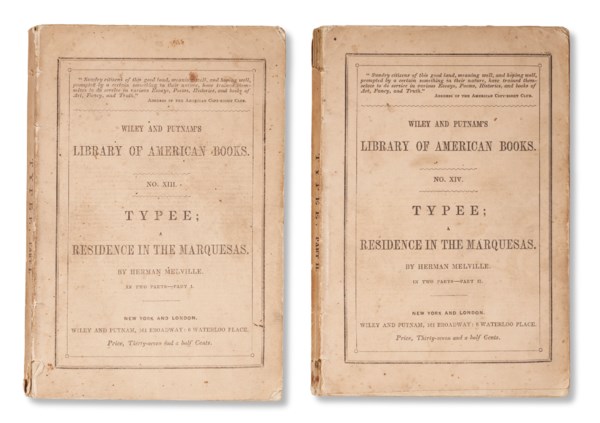 "Sundry citizens of this good land, meaning well, and hoping well,
prompted by a certain something in their nature, have trained them-
selves to do service in various Essays, Poems, Histories, and books of
Art, Fancy, and Truth."
ADDRESS OF THE AMERICAN COPY-RIGHT CLUB.
WILEY AND PUTNAM'S
LIBRARY OF AMERICAN BOOKS.
NO. XIII.
TYPEE;
A
RESIDENCE IN THE MARQUESAS.
BY HERMAN MELVILLE.
IN TWO PARTS—PART I.
NEW YORK AND LONDON.
WILEY AND PUTNAM, 161 BROADWAY: 6 WATERLOO PLACE.
Price, Thirty-seven and a half Cents.
"Sundry citizens of this good land, meaning well, and hoping well,
prompted by a certain something in their nature, have trained them-
selves to do service in various Essays, Poems, Histories, and books of
Art, Fancy, and Truth."
ADDRESS OF THE AMERICAN COPY-RIGHT CLUB.
WILEY AND PUTNAM'S
LIBRARY OF AMERICAN BOOKS.
NO. XIV.
TYPEE;
A
RESIDENCE IN THE MARQUESAS.
BY HERMAN MELVILLE.
IN TWO PARTS—PART II.
NEW YORK AND LONDON.
WILEY AND PUTNAM, 161 BROADWAY: 6 WATERLOO PLACE.
Price, Thirty-seven and a half Cents.